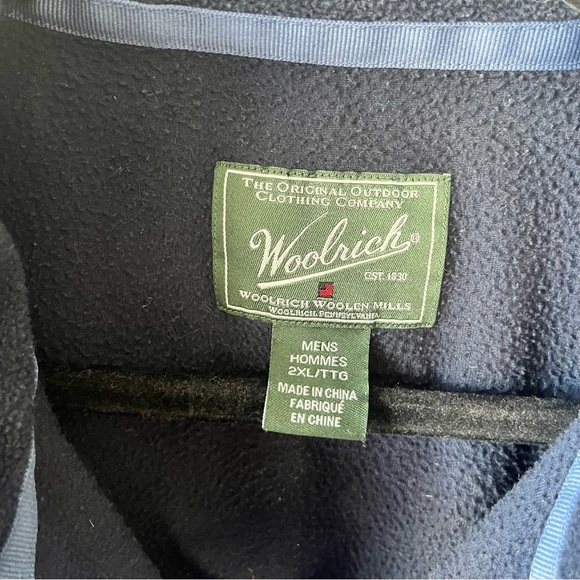 THE ORIGINAL OUTDOOR
CLOTHING COMPANY
Woolrich®
EST. 1830
WOOLRICH WOOLEN MILLS
WOOLRICH, PENNSYLVANIA
MENS
HOMMES
2XL/TTG
MADE IN CHINA
FABRIQUÉ
EN CHINE